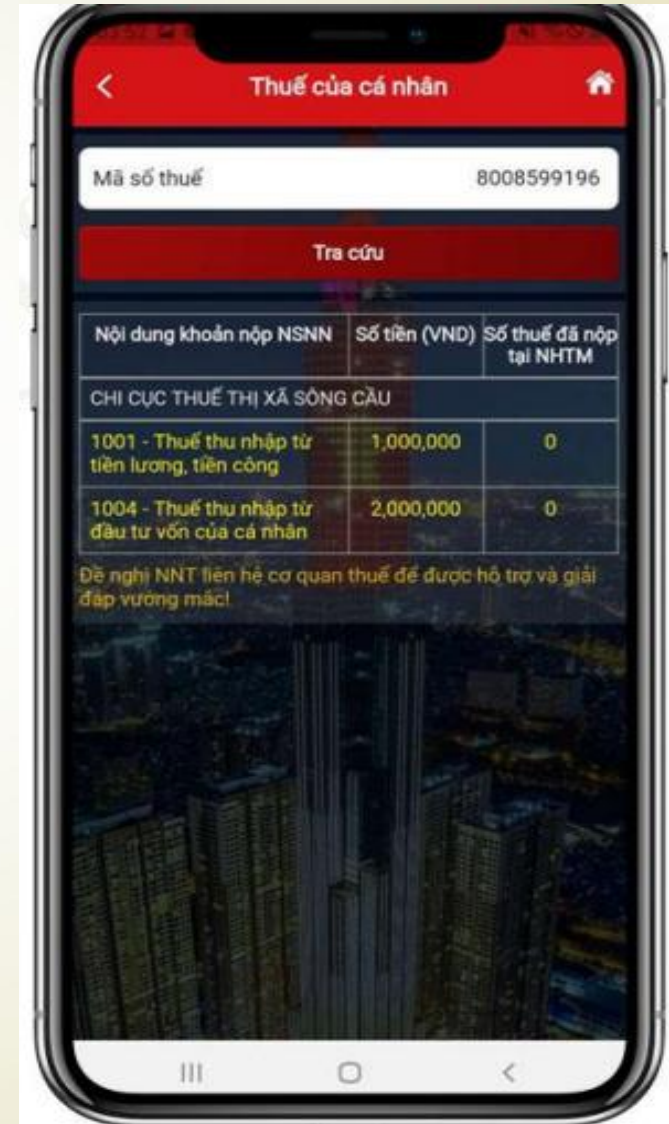 Thuế của cá nhân
Mã số thuế 8008599196
Tra cứu
Nội dung khoản nộp NSNN Số tiền (VND) Số thuế đã nộp
tại NHTM
CHI CỤC THUẾ THỊ XÃ SÔNG CẦU
1001 - Thuế thu nhập từ 1,000,000 0
tiền lương, tiền công
1004 - Thuế thu nhập từ 2,000,000 0
đầu tư vốn của cá nhân
Đề nghị NNT liên hệ cơ quan thuế để được hỗ trợ và giải
đáp vướng mắc!